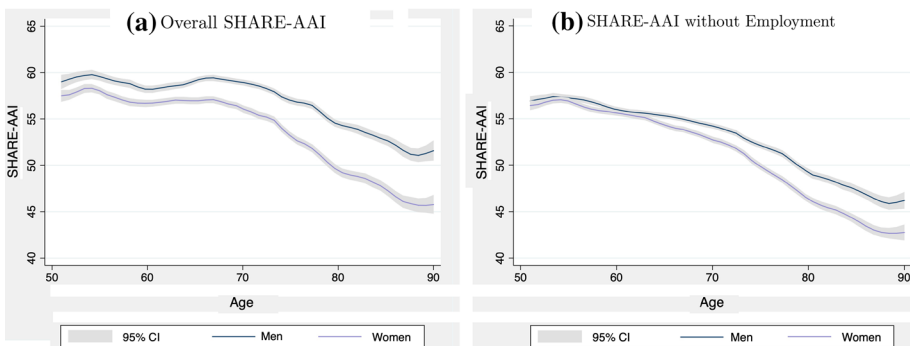 (a) Overall SHARE-AAI
SHARE-AAI
65
60
55
50
45
40
50 60 70 80 90
Age
95% CI Men Women
(b) SHARE-AAI without Employment
SHARE-AAI
65
60
55
50
45
40
50 60 70 80 90
Age
95% CI Men Women